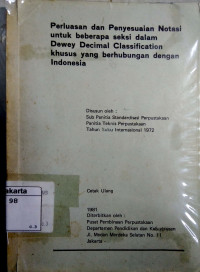 Perluasan dan Penyesuaian Notasi
untuk beberapa seksi dalam
Dewey Decimal Classification
khusus yang berhubungan dengan
Indonesia
Disusun oleh :
Sub Panitia Standardisasi Perpustakaan
Panitia Teknis Perpustakaan
Tahun Buku Internasional 1972
Cetak Ulang
1981
Diterbitkan oleh :
Pusat Pembinaan Perpustakaan
Departemen Pendidikan dan Kebudayaan
Jl. Medan Merdeka Selatan No. 11
Jakarta
akarta
98